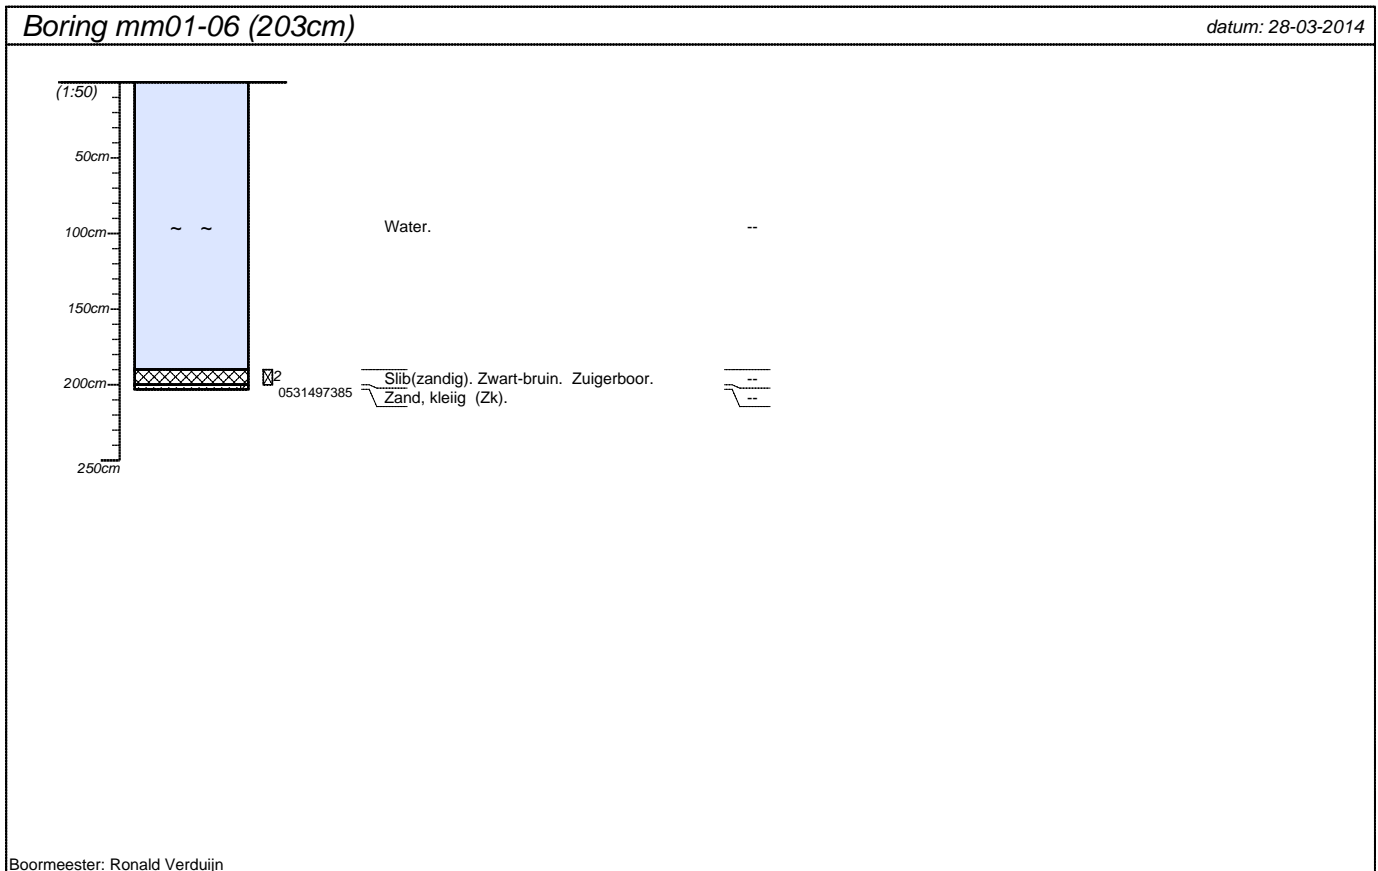 Boring mm01-06 (203cm)
datum: 28-03-2014
(1:50)
50cm
100cm
~ ~
Water.
--
150cm
2
Slib(zandig). Zwart-bruin. Zuigerboor.
--
200cm
0531497385
Zand, kleiig (Zk).
--
250cm
Boormeester: Ronald Verduijn